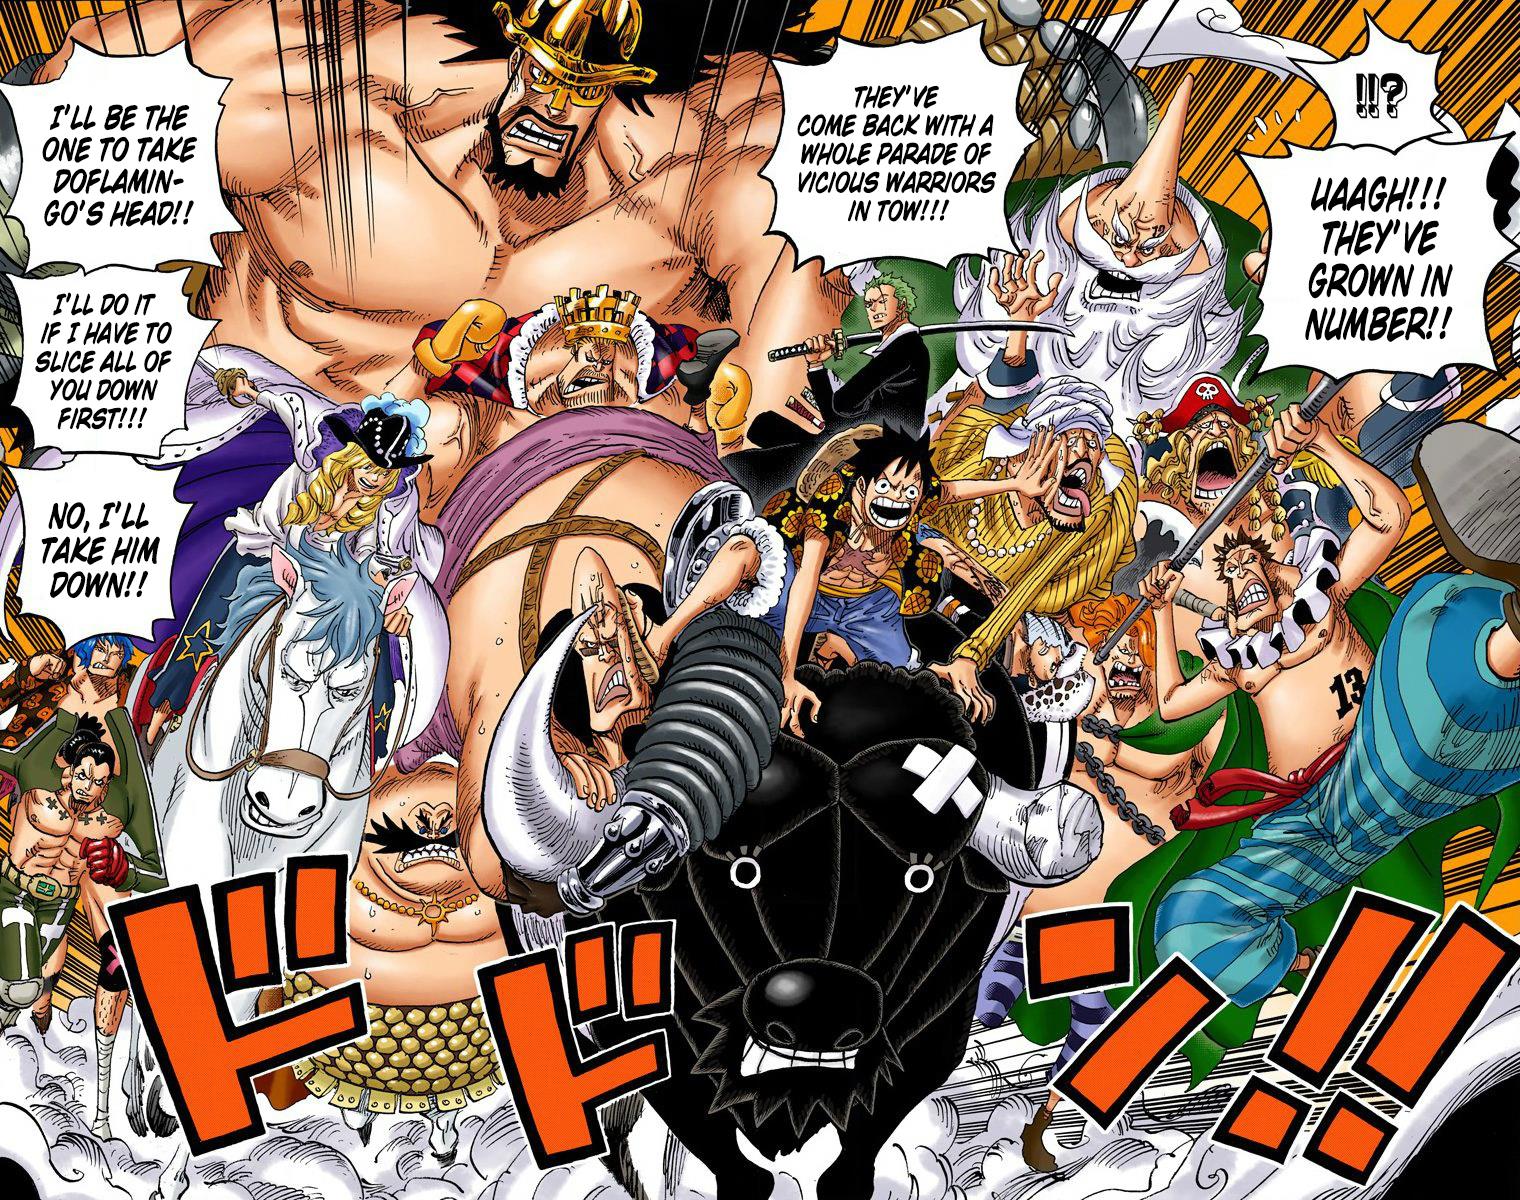 I'LL BE THE
ONE TO TAKE
DOFLAMIN-
GO'S HEAD!!
I'LL DO IT
IF I HAVE TO
SLICE ALL OF
YOU DOWN
FIRST!!!
NO, I'LL
TAKE HIM
DOWN!!
THEY'VE
COME BACK WITH A
WHOLE PARADE OF
VICIOUS WARRIORS
IN TOW!!!
!!?
UAAGH!!!
THEY'VE
GROWN IN
NUMBER!!
13
ドドン!!